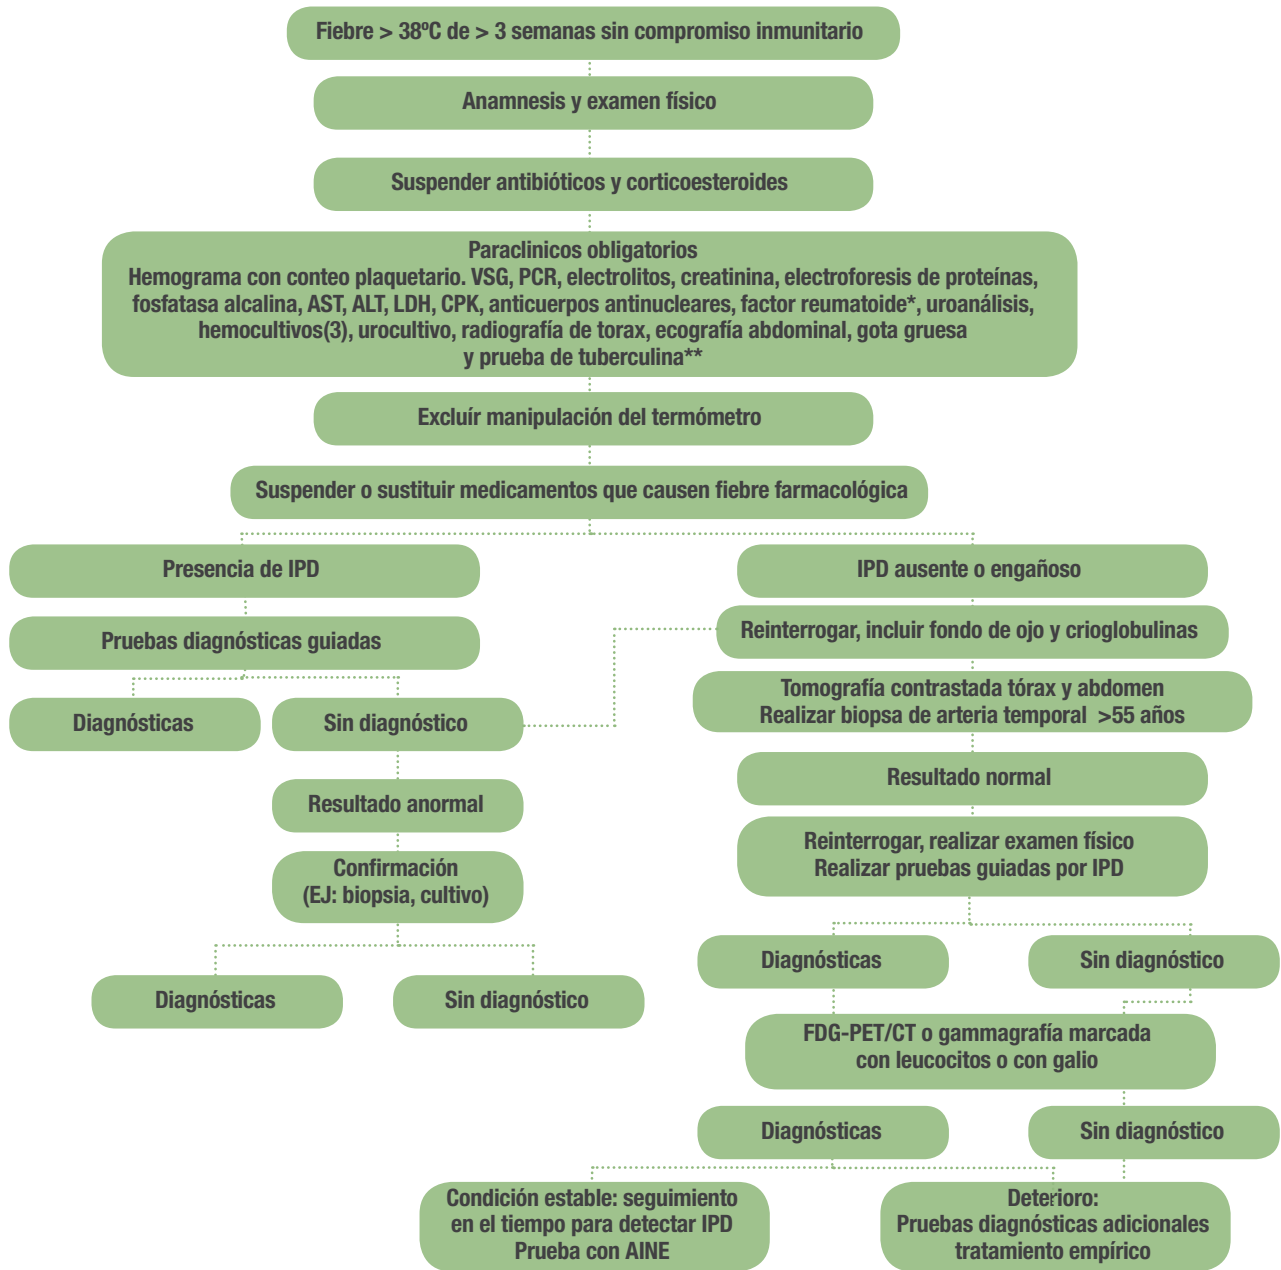 Fiebre > 38ºC de > 3 semanas sin compromiso inmunitario
Anamnesis y examen físico
Suspender antibióticos y corticoesteroides
Paraclinicos obligatorios
Hemograma con conteo plaquetario. VSG, PCR, electrolitos, creatinina, electroforesis de proteínas,
fosfatasa alcalina, AST, ALT, LDH, CPK, anticuerpos antinucleares, factor reumatoide*, uroanálisis,
hemocultivos(3), urocultivo, radiografía de torax, ecografía abdominal, gota gruesa
y prueba de tuberculina**
Excluír manipulación del termómetro
Suspender o sustituir medicamentos que causen fiebre farmacológica
Presencia de IPD
Pruebas diagnósticas guiadas
Diagnósticas
Sin diagnóstico
Resultado anormal
Confirmación
(EJ: biopsia, cultivo)
Diagnósticas
Sin diagnóstico
IPD ausente o engañoso
Reinterrogar, incluir fondo de ojo y crioglobulinas
Tomografía contrastada tórax y abdomen
Realizar biopsa de arteria temporal >55 años
Resultado normal
Reinterrogar, realizar examen físico
Realizar pruebas guiadas por IPD
Diagnósticas
Sin diagnóstico
FDG-PET/CT o gammagrafía marcada
con leucocitos o con galio
Diagnósticas
Sin diagnóstico
Condición estable: seguimiento
en el tiempo para detectar IPD
Prueba con AINE
Deterioro:
Pruebas diagnósticas adicionales
tratamiento empírico